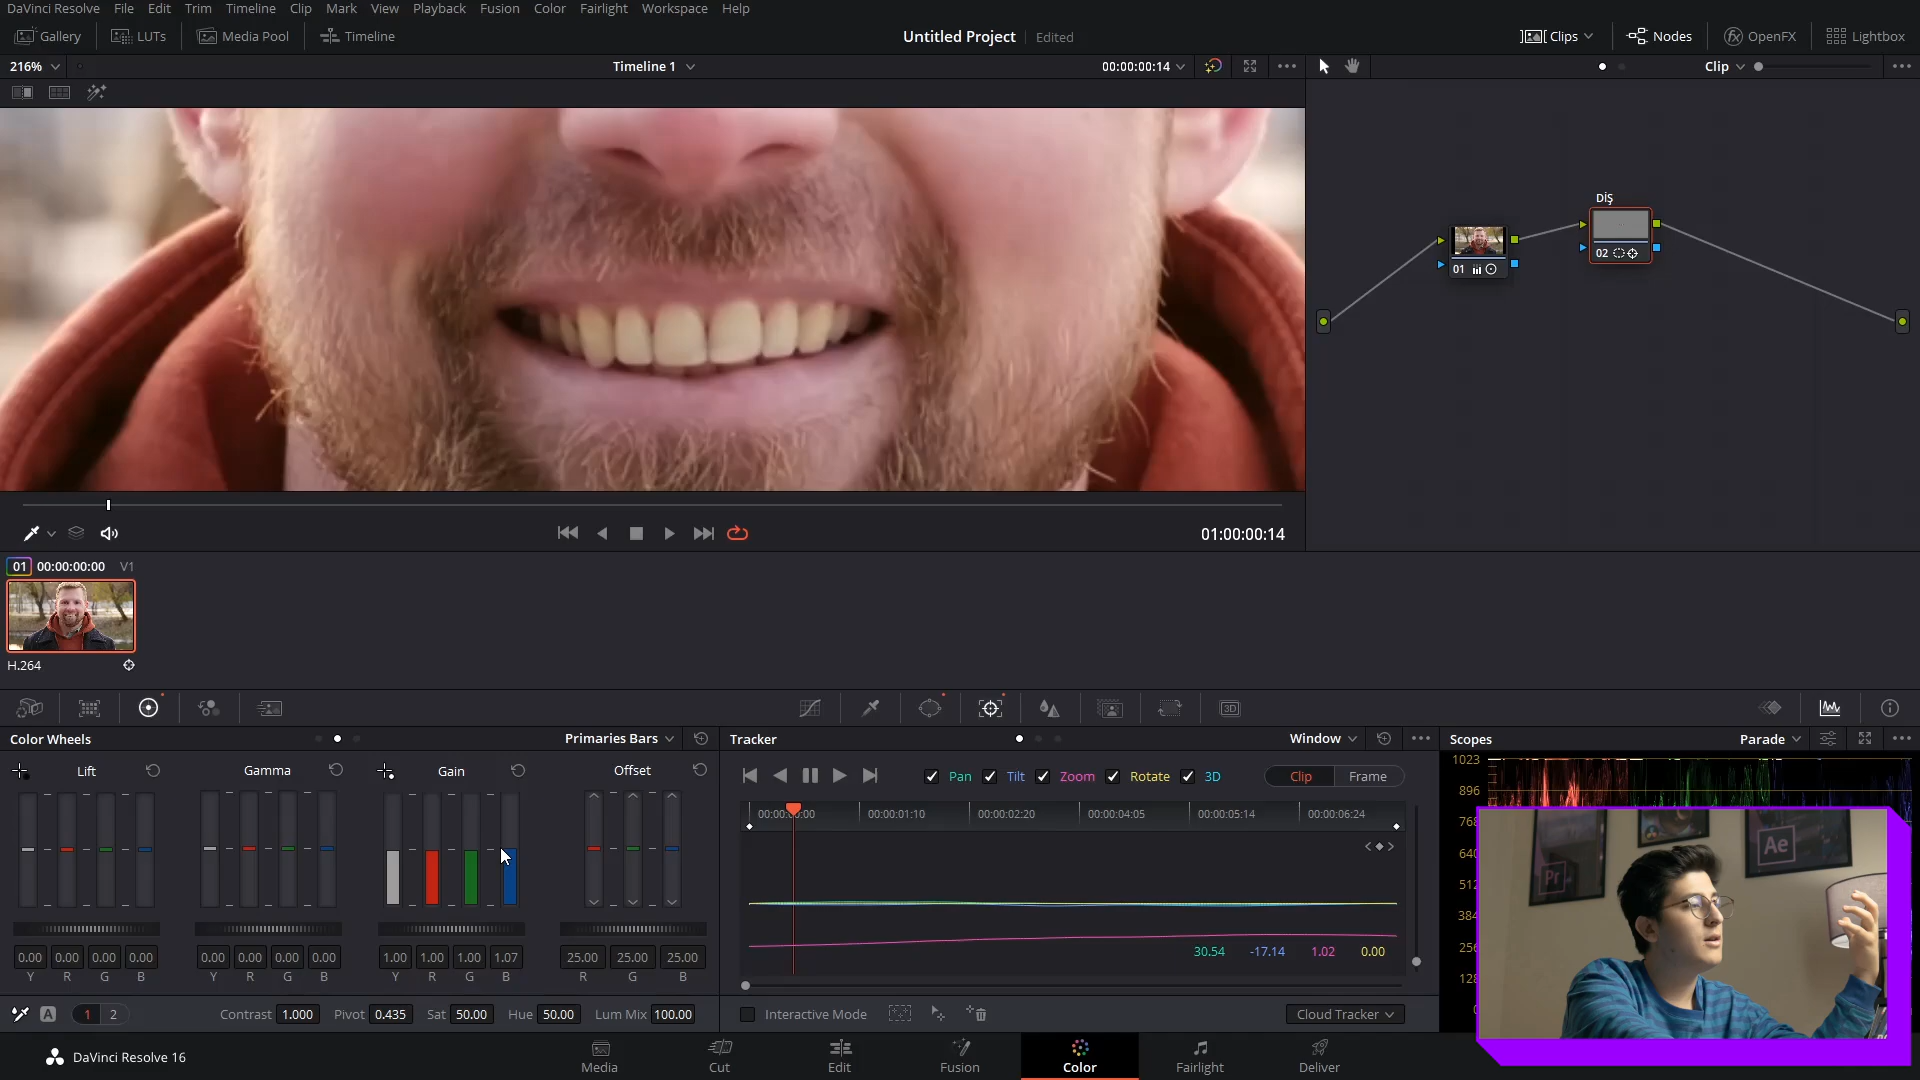 DaVinci Resolve File Edit Trim Timeline Clip Mark View Playback Fusion Color Fairlight Workspace Help
Gallery LUTs Media Pool Timeline Untitled Project Edited Clips Nodes OpenFX Lightbox
216% Timeline 1 00:00:00:14 Clip
DİŞ
01
02
01:00:00:14
01 00:00:00:00 V1
H.264
3D
Color Wheels Primaries Bars Tracker Window Scopes Parade
Lift Gamma Gain Offset
Pan Tilt Zoom Rotate 3D Clip Frame
1023
896
00:00:01:10 00:00:02:20 00:00:04:05 00:00:05:14 00:00:06:24
640
384
128
Pr
Ae
30.54 -17.14 1.02 0.00
0.00 0.00 0.00 0.00 0.00 0.00 0.00 0.00 1.00 1.00 1.00 1.07 25.00 25.00 25.00
Y R G B Y R G B Y R G B R G B
A 1 2 Contrast 1.000 Pivot 0.435 Sat 50.00 Hue 50.00 Lum Mix 100.00
Interactive Mode Cloud Tracker
DaVinci Resolve 16 Media Cut Edit Fusion Color Fairlight Deliver